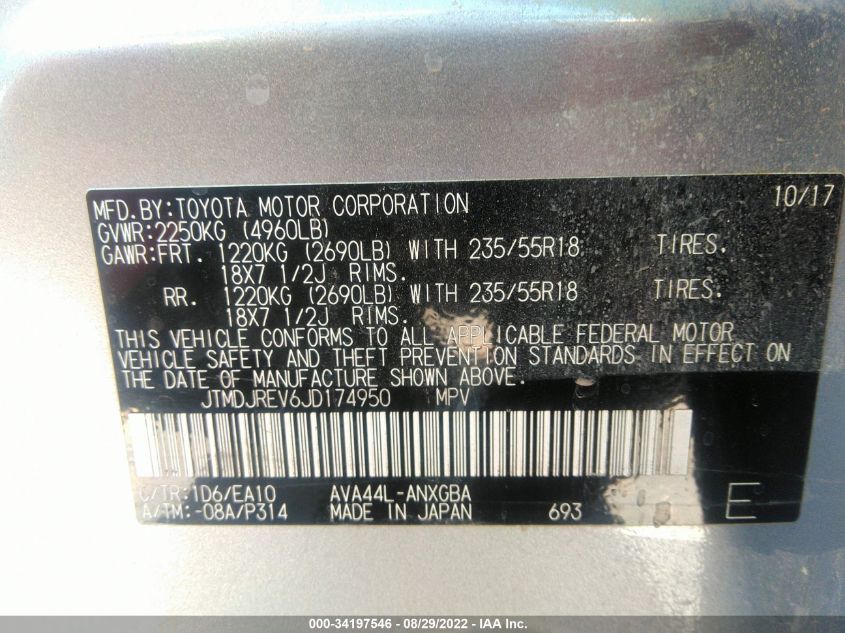 MFD.BY:TOYOTA MOTOR CORPORATION 10/17
GVWR:2250KG (4960LB)
GAWR:FRT. 1220KG (2690LB) WITH 235/55R18 TIRES.
18X7 1/2J RIMS.
RR. 1220KG (2690LB) WITH 235/55R18 TIRES.
18X7 1/2J RIMS.
THIS VEHICLE CONFORMS TO ALL APPLICABLE FEDERAL MOTOR
VEHICLE SAFETY AND THEFT PREVENTION STANDARDS IN EFFECT ON
THE DATE OF MANUFACTURE SHOWN ABOVE.
JTMDJREV6JD174950 MPV
C/TR:1D6/EA10 AVA44L-ANXGBA E
A/TM:-08A/P314 MADE IN JAPAN 693
000-34197546 - 08/29/2022 - IAA Inc.